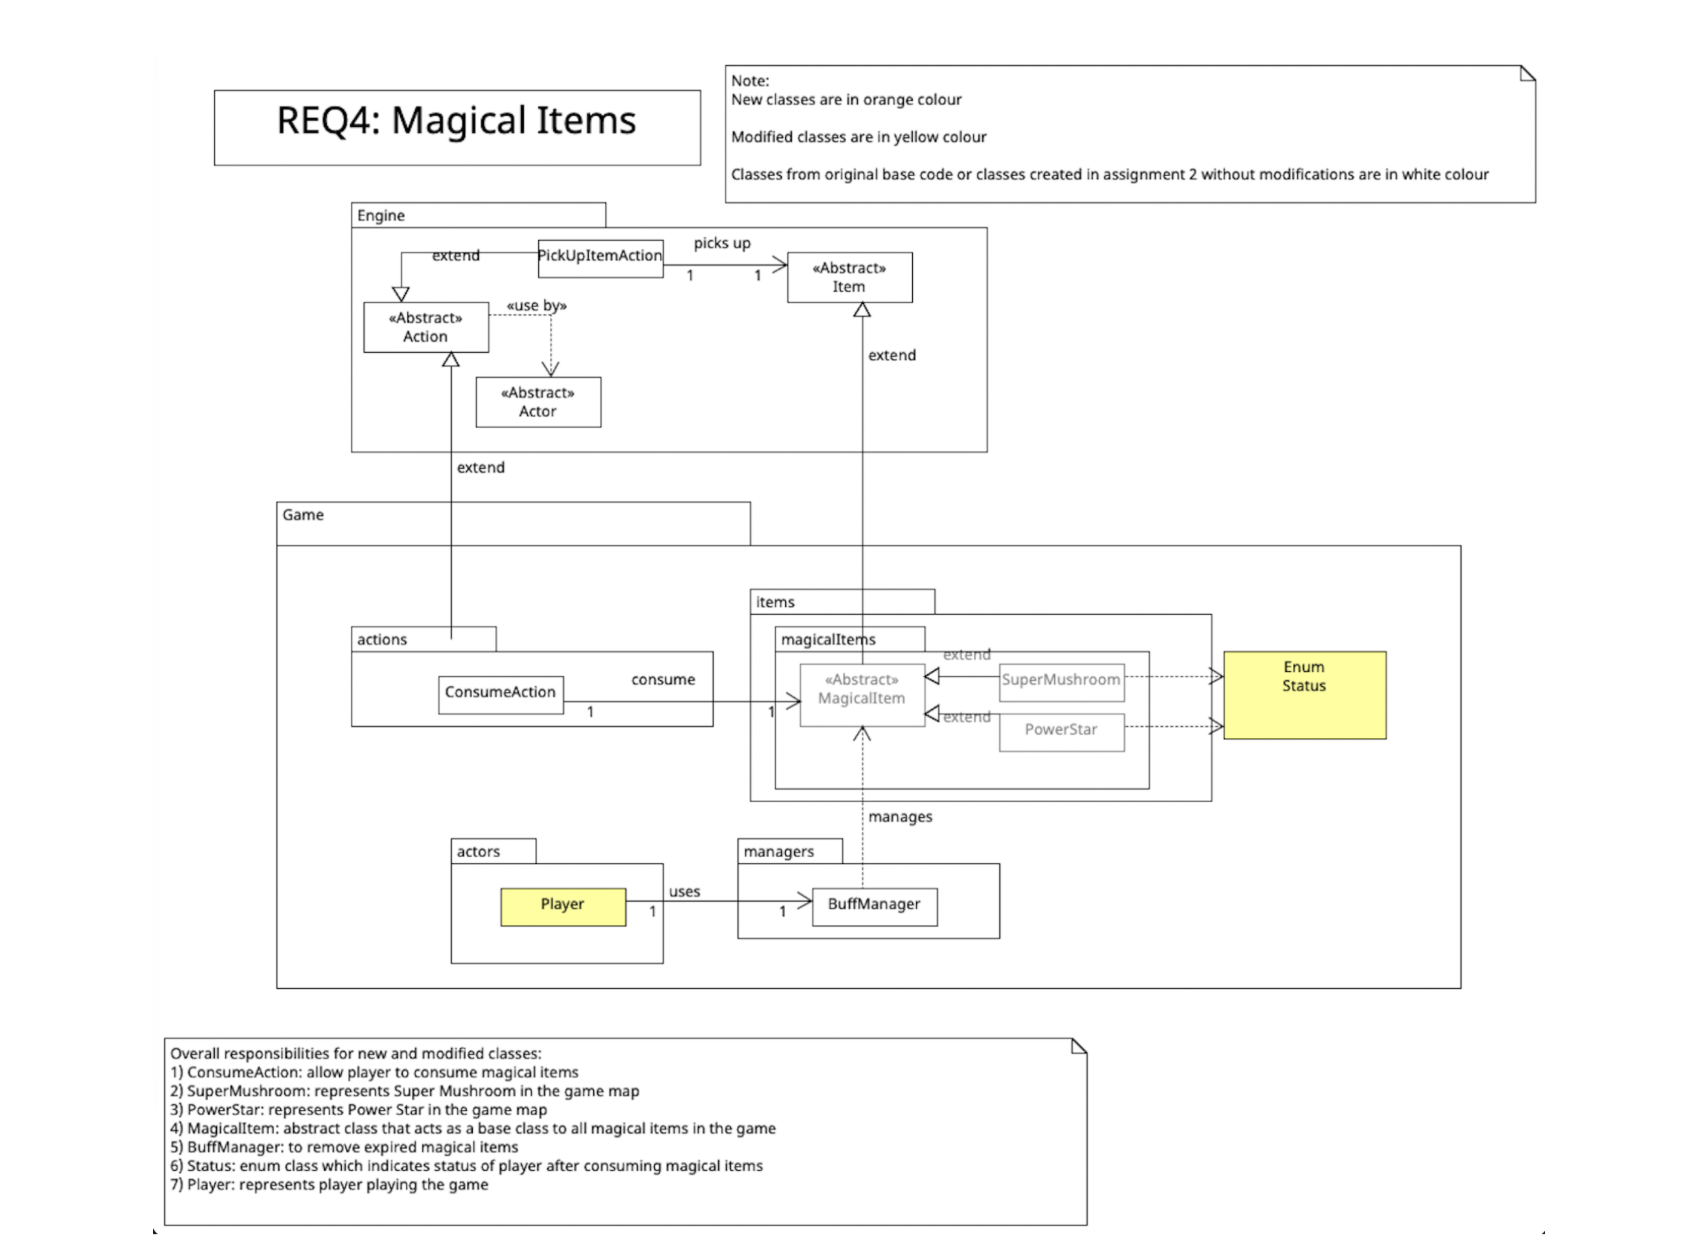 REQ4: Magical Items
Note:
New classes are in orange colour
Modified classes are in yellow colour
Classes from original base code or classes created in assignment 2 without modifications are in white colour
Engine
extend
PickUpItemAction
picks up
1
1
«Abstract»
Item
«Abstract»
Action
«use by»
«Abstract»
Actor
extend
extend
Game
items
actions
magicalItems
ConsumeAction
consume
1
1
«Abstract»
MagicalItem
extend
SuperMushroom
extend
PowerStar
Enum
Status
manages
actors
managers
Player
uses
1
1
BuffManager
Overall responsibilities for new and modified classes:
1) ConsumeAction: allow player to consume magical items
2) SuperMushroom: represents Super Mushroom in the game map
3) PowerStar: represents Power Star in the game map
4) MagicalItem: abstract class that acts as a base class to all magical items in the game
5) BuffManager: to remove expired magical items
6) Status: enum class which indicates status of player after consuming magical items
7) Player: represents player playing the game